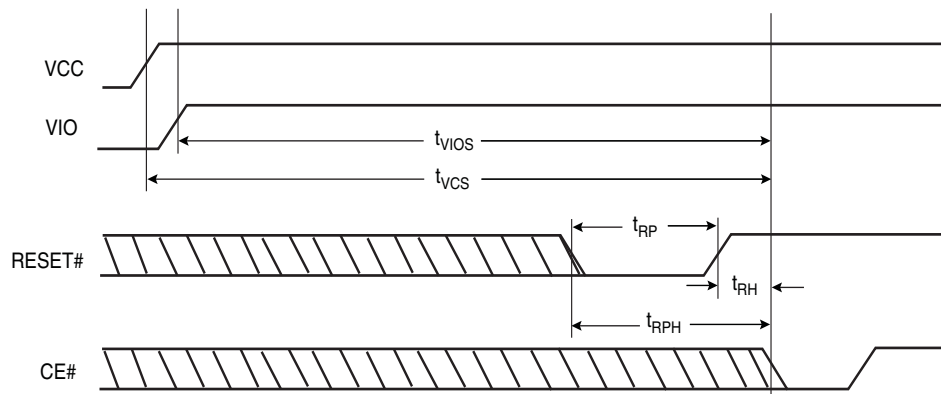 VCC
VIO
tVIOS
tVCS
tRP
RESET#
tRH
tRPH
CE#